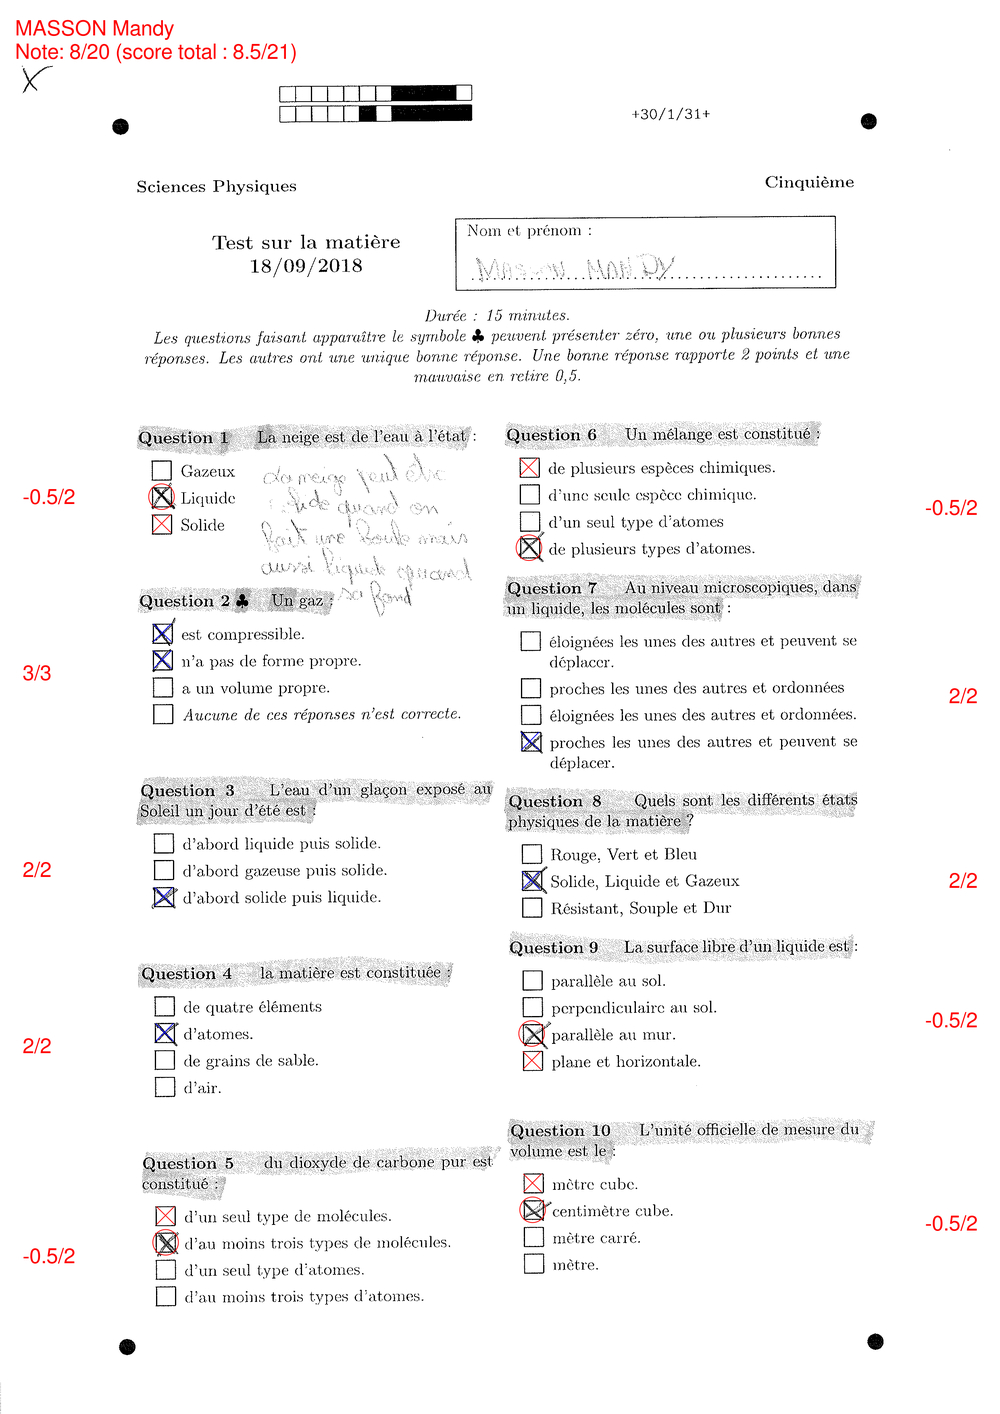 MASSON Mandy
Note: 8/20 (score total : 8.5/21)
+30/1/31+
Sciences Physiques
Cinquième
Test sur la matière
18/09/2018
Nom et prénom :
MASSON MANDY
Durée : 15 minutes.
Les questions faisant apparaître le symbole ♣ peuvent présenter zéro, une ou plusieurs bonnes
réponses. Les autres ont une unique bonne réponse. Une bonne réponse rapporte 2 points et une
mauvaise en retire 0,5.
Question 1 La neige est de l'eau à l'état :
Gazeux
Liquide
Solide
-0.5/2
La neige peut être
solide quand on
fait une boule mais
aussi liquide quand
sa fond
Question 2 ♣ Un gaz :
est compressible.
n'a pas de forme propre.
a un volume propre.
Aucune de ces réponses n'est correcte.
3/3
Question 3 L'eau d'un glaçon exposé au
Soleil un jour d'été est :
d'abord liquide puis solide.
d'abord gazeuse puis solide.
d'abord solide puis liquide.
2/2
Question 4 la matière est constituée :
de quatre éléments
d'atomes.
de grains de sable.
d'air.
2/2
Question 5 du dioxyde de carbone pur est
constitué :
d'un seul type de molécules.
d'au moins trois types de molécules.
d'un seul type d'atomes.
d'au moins trois types d'atomes.
-0.5/2
Question 6 Un mélange est constitué :
de plusieurs espèces chimiques.
d'une seule espèce chimique.
d'un seul type d'atomes
de plusieurs types d'atomes.
-0.5/2
Question 7 Au niveau microscopiques, dans
un liquide, les molécules sont :
éloignées les unes des autres et peuvent se
déplacer.
proches les unes des autres et ordonnées
éloignées les unes des autres et ordonnées.
proches les unes des autres et peuvent se
déplacer.
2/2
Question 8 Quels sont les différents états
physiques de la matière ?
Rouge, Vert et Bleu
Solide, Liquide et Gazeux
Résistant, Souple et Dur
2/2
Question 9 La surface libre d'un liquide est :
parallèle au sol.
perpendiculaire au sol.
parallèle au mur.
plane et horizontale.
-0.5/2
Question 10 L'unité officielle de mesure du
volume est le :
mètre cube.
centimètre cube.
mètre carré.
mètre.
-0.5/2